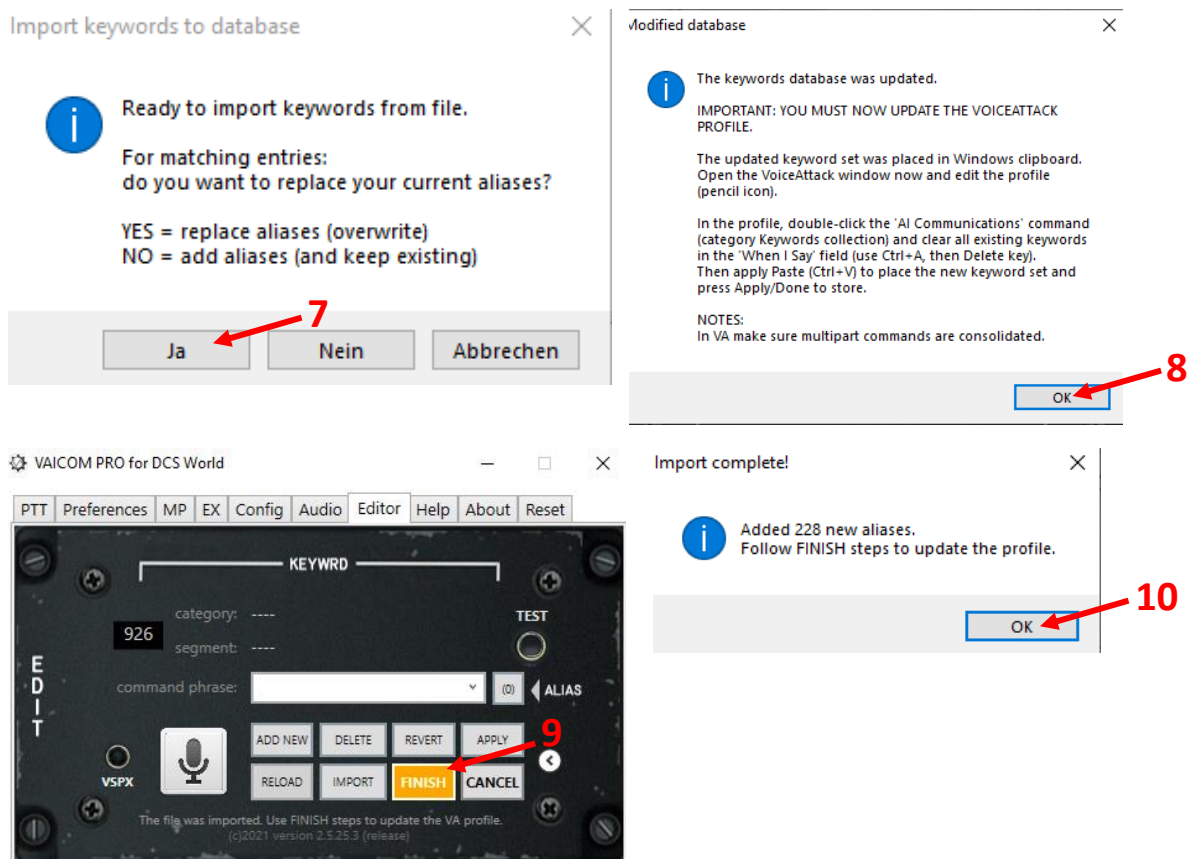 Import keywords to database
Ready to import keywords from file.
For matching entries:
do you want to replace your current aliases?
YES = replace aliases (overwrite)
NO = add aliases (and keep existing)
7
Ja
Nein
Abbrechen
Modified database
The keywords database was updated.
IMPORTANT: YOU MUST NOW UPDATE THE VOICEATTACK
PROFILE.
The updated keyword set was placed in Windows clipboard.
Open the VoiceAttack window now and edit the profile
(pencil icon).
In the profile, double-click the 'AI Communications' command
(category Keywords collection) and clear all existing keywords
in the 'When I Say' field (use Ctrl+A, then Delete key).
Then apply Paste (Ctrl+V) to place the new keyword set and
press Apply/Done to store.
NOTES:
In VA make sure multipart commands are consolidated.
8
OK
VAICOM PRO for DCS World
PTT Preferences MP EX Config Audio Editor Help About Reset
KEYWRD
category: ----
926
segment: ----
TEST
EDIT
command phrase:
(0)
ALIAS
ADD NEW DELETE REVERT APPLY
9
VSPX
RELOAD IMPORT FINISH CANCEL
The file was imported. Use FINISH steps to update the VA profile.
(c)2021 version 2.5.25.3 (release)
Import complete!
Added 228 new aliases.
Follow FINISH steps to update the profile.
10
OK